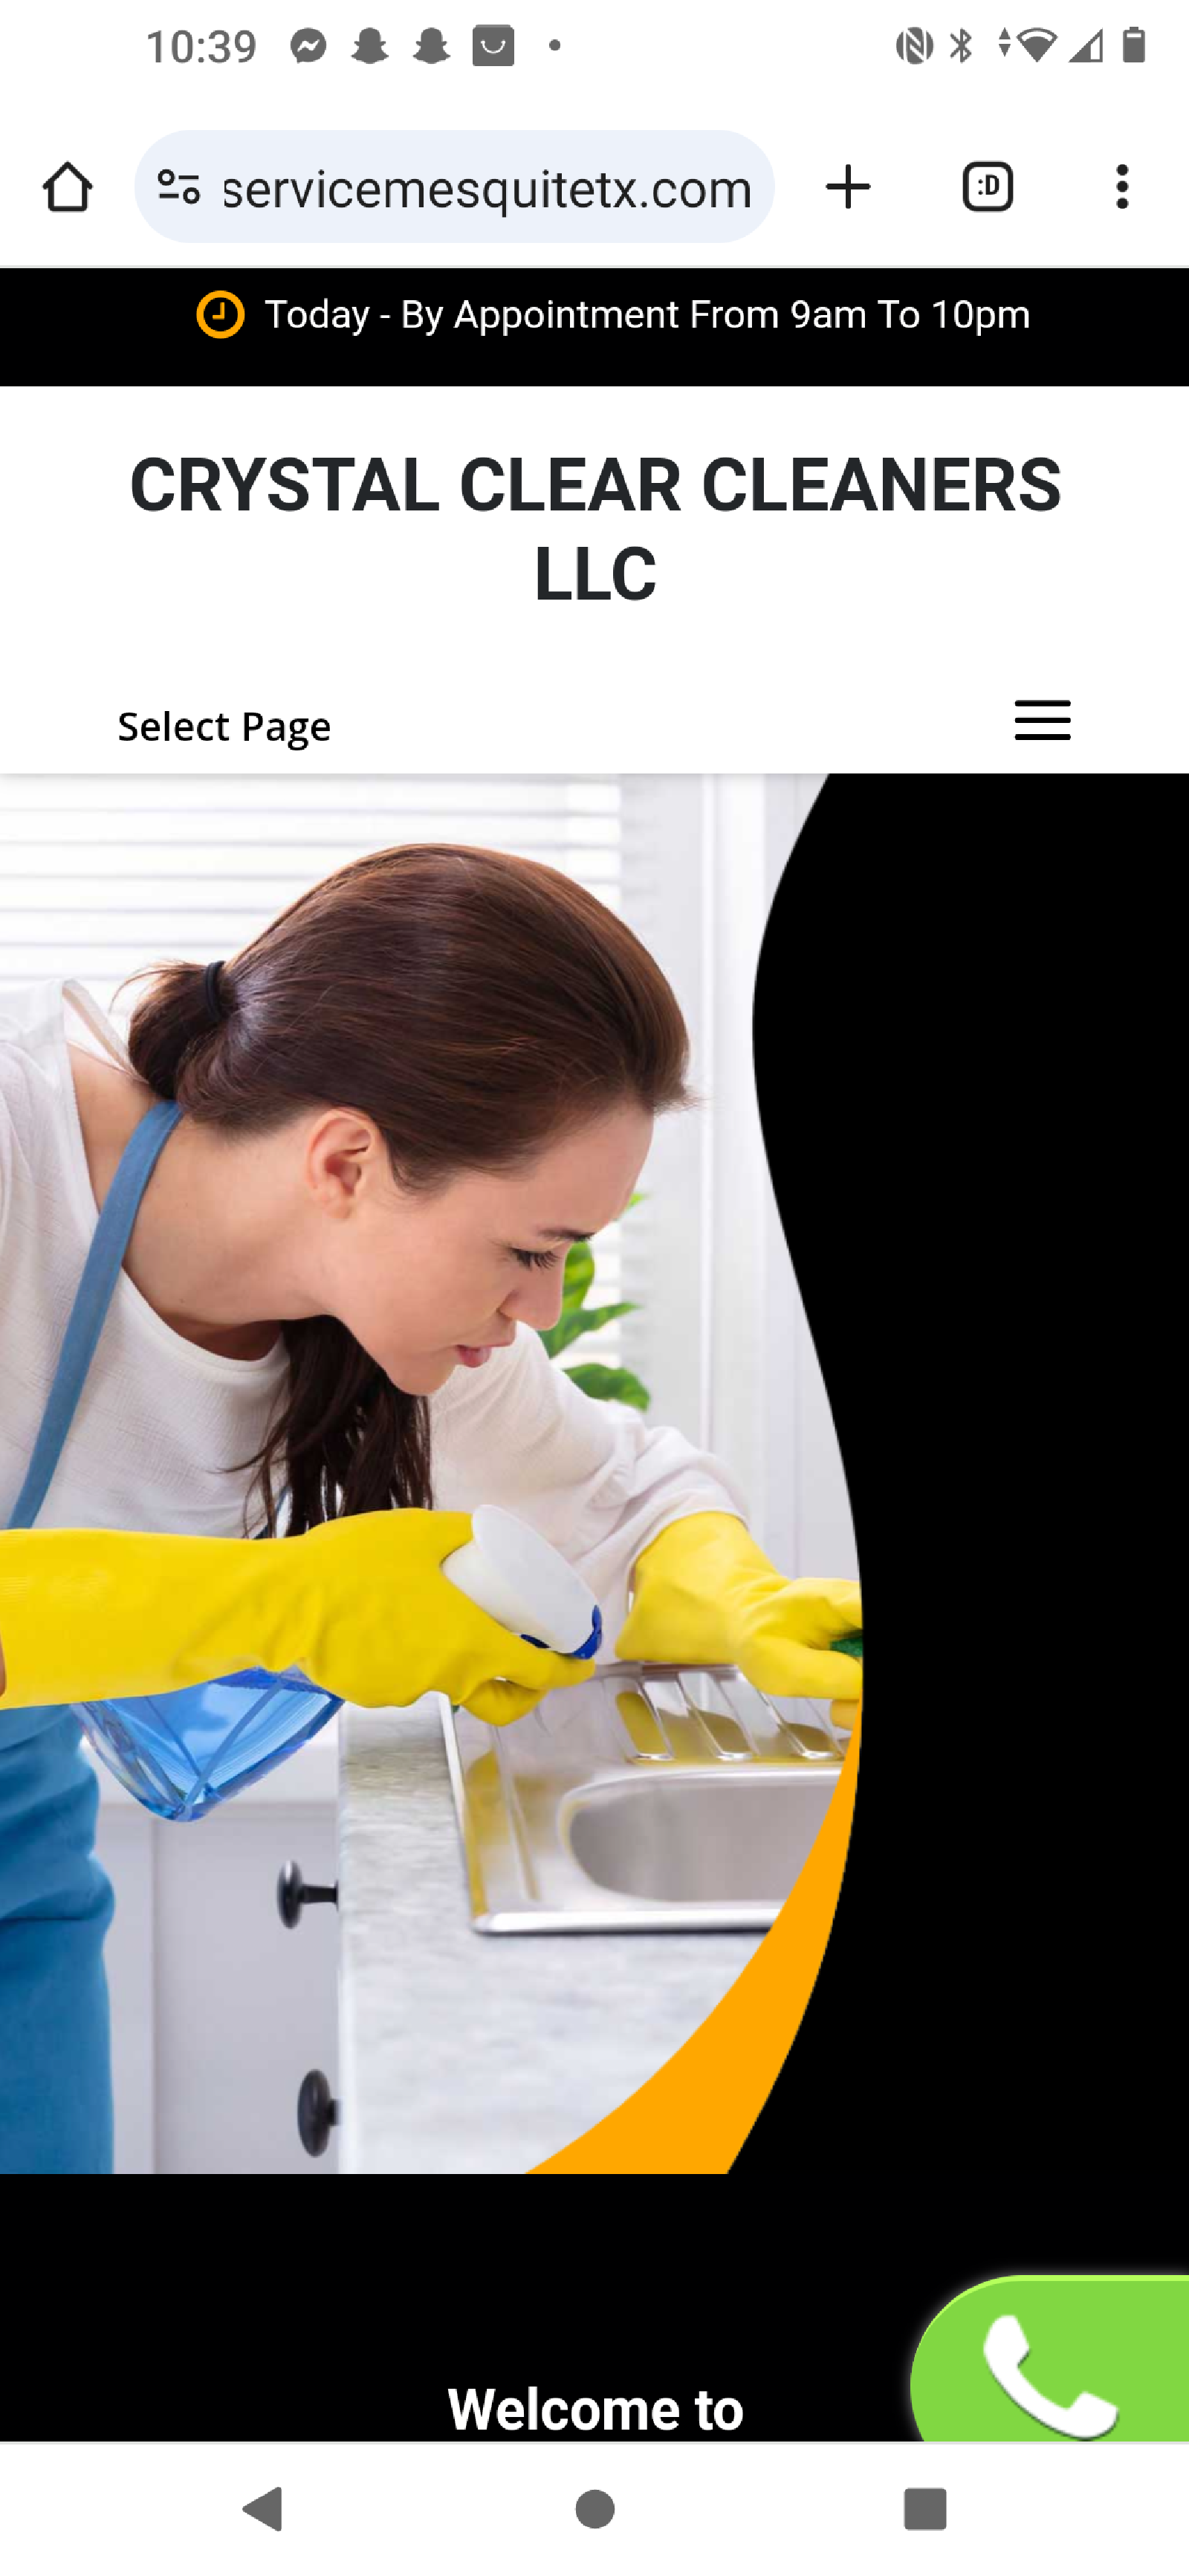 10:39
servicemesquitetx.com
:D
Today - By Appointment From 9am To 10pm
CRYSTAL CLEAR CLEANERS
LLC
Select Page
Welcome to